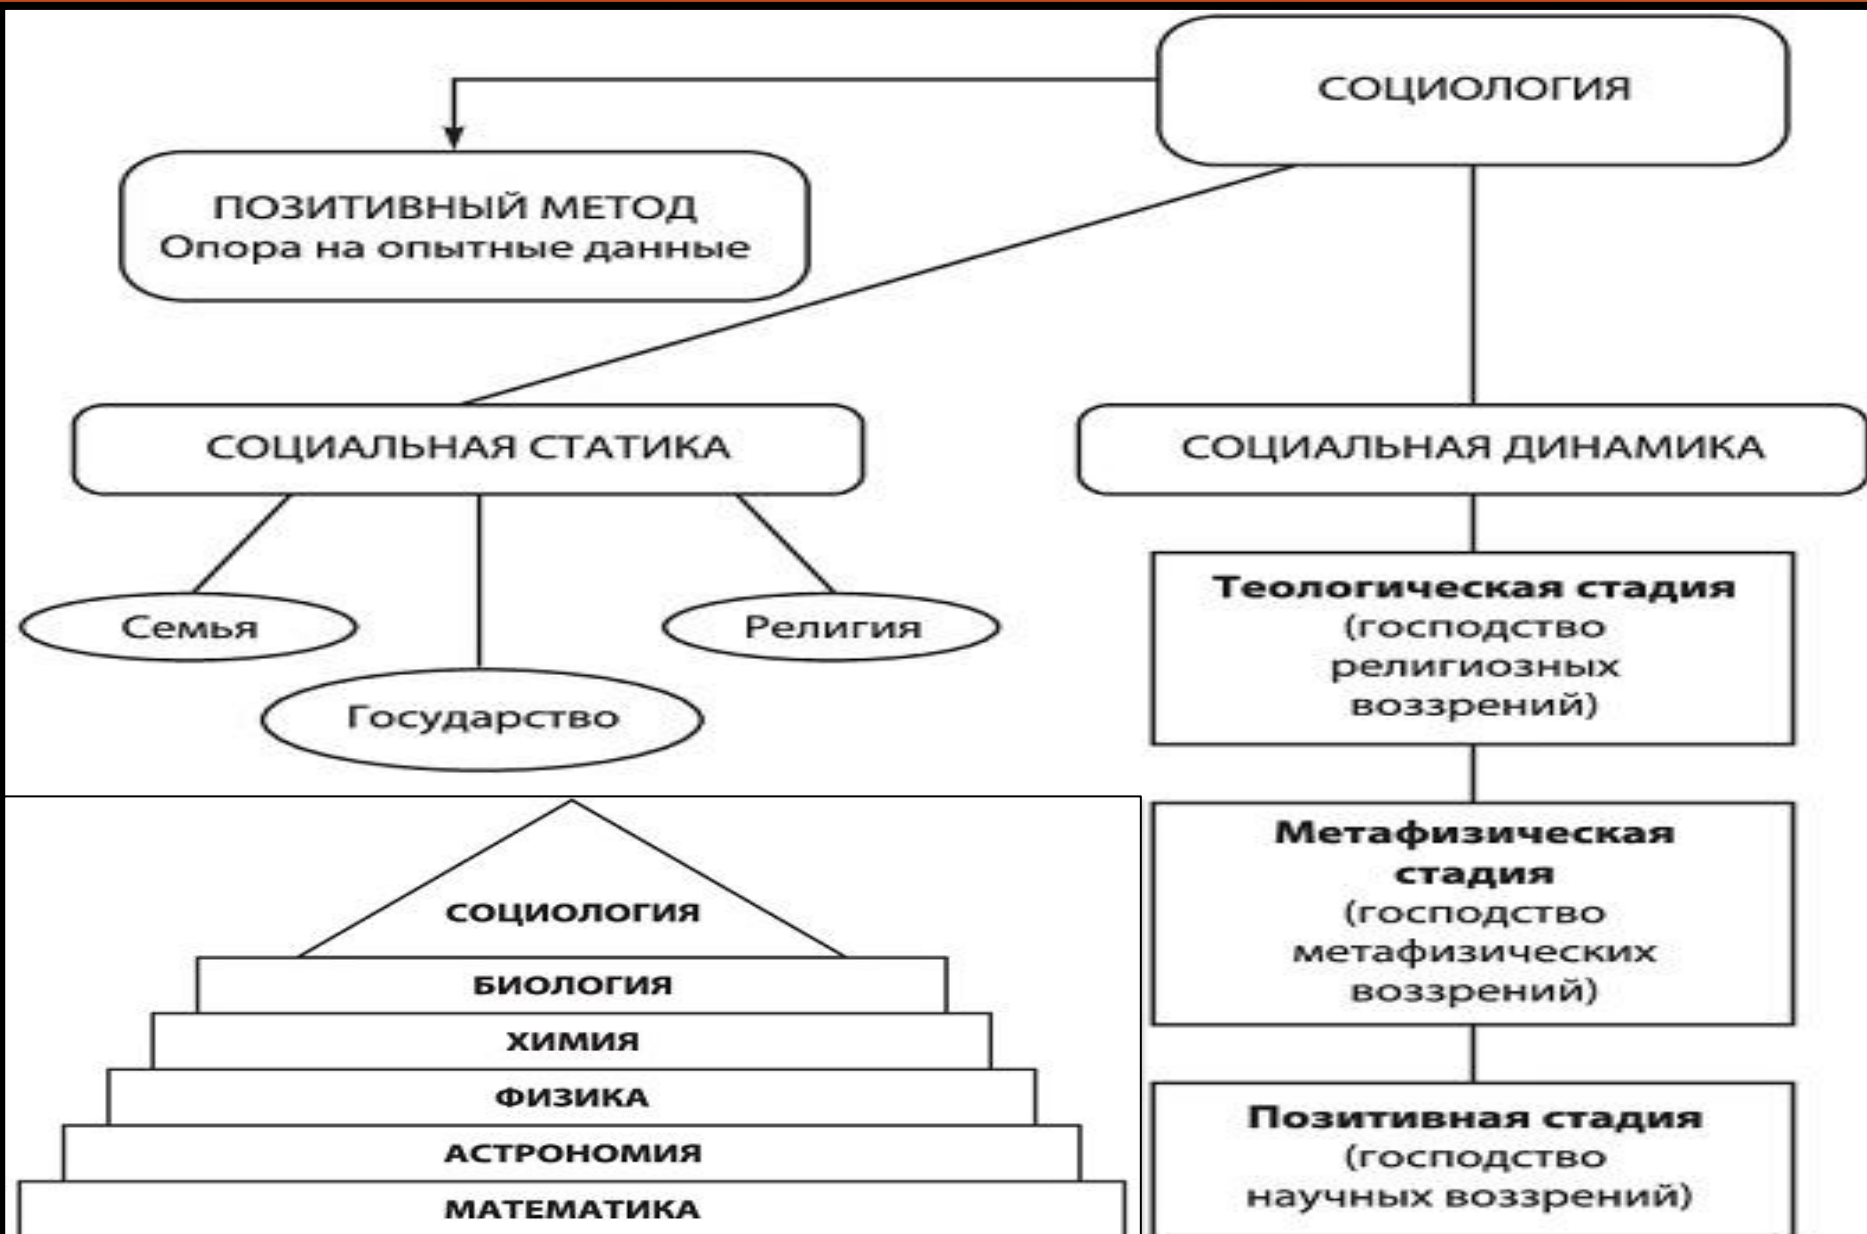 СОЦИОЛОГИЯ
ПОЗИТИВНЫЙ МЕТОД
Опора на опытные данные
СОЦИАЛЬНАЯ СТАТИКА
СОЦИАЛЬНАЯ ДИНАМИКА
Семья
Государство
Религия
Теологическая стадия
(господство
религиозных
воззрений)
Метафизическая
стадия
(господство
метафизических
воззрений)
Позитивная стадия
(господство
научных воззрений)
СОЦИОЛОГИЯ
БИОЛОГИЯ
ХИМИЯ
ФИЗИКА
АСТРОНОМИЯ
МАТЕМАТИКА